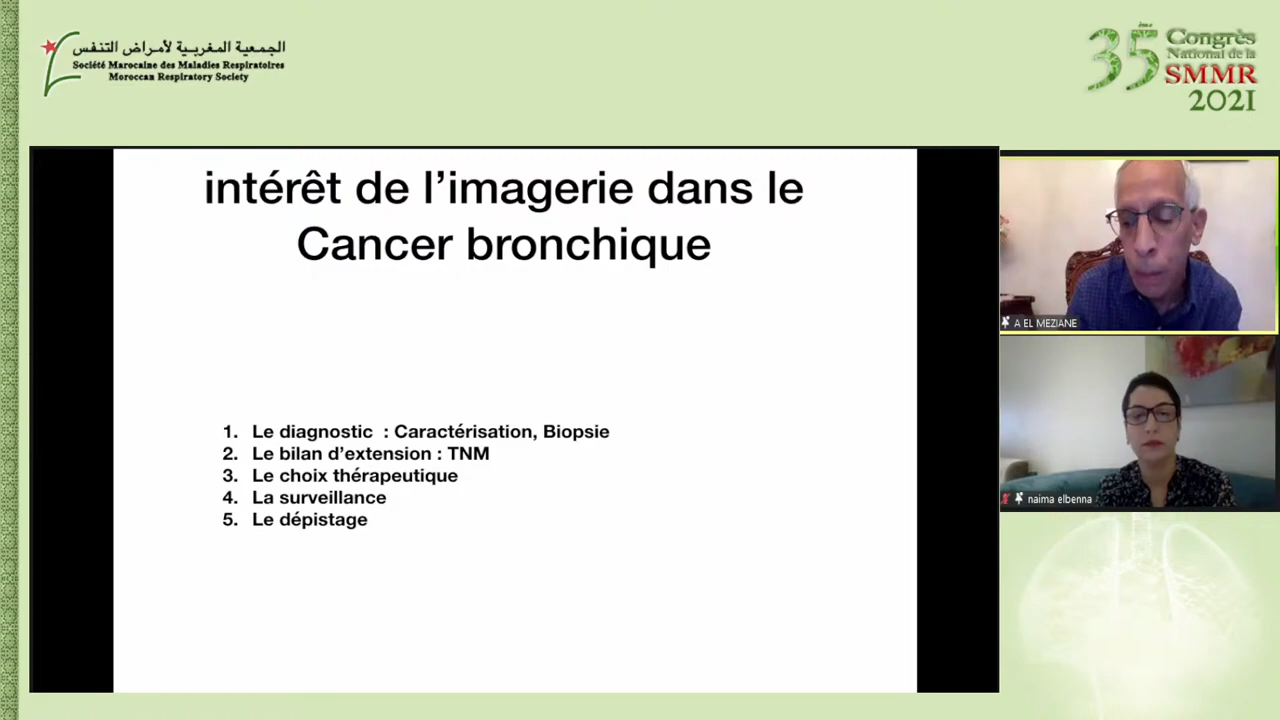 الجمعية المغربية لأمراض التنفس
Société Marocaine des Maladies Respiratoires
Moroccan Respiratory Society
35 Congrès
National de la
SMMR
2021
intérêt de l’imagerie dans le
Cancer bronchique
1. Le diagnostic : Caractérisation, Biopsie
2. Le bilan d’extension : TNM
3. Le choix thérapeutique
4. La surveillance
5. Le dépistage
A EL MEZIANE
naima elbenna